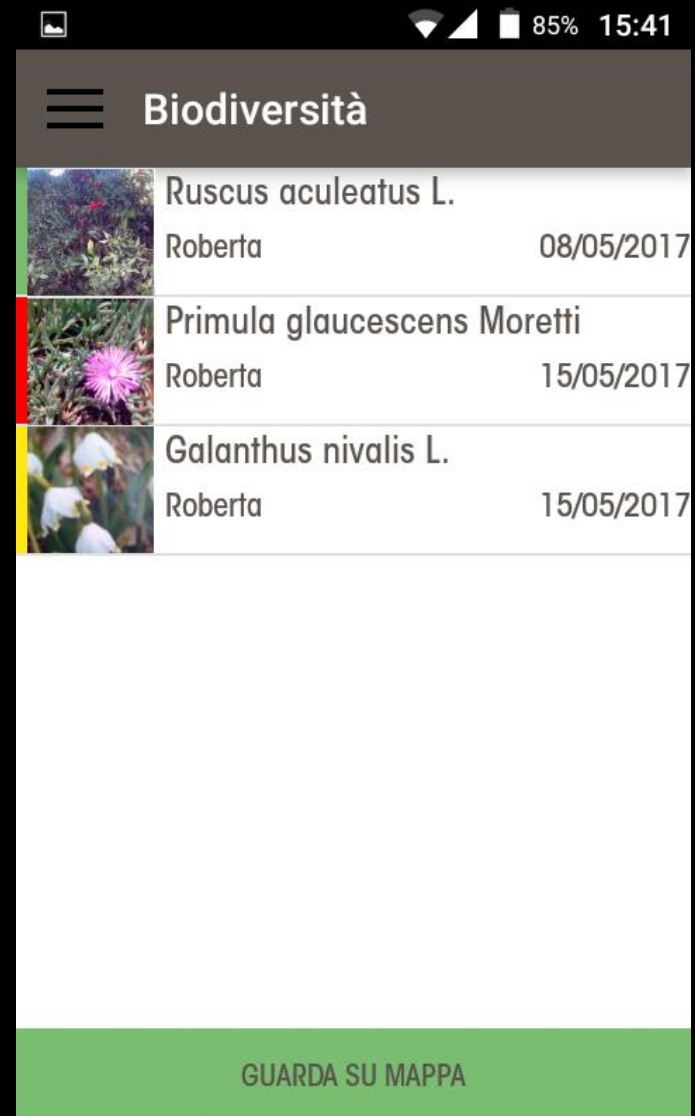 85% 15:41
Biodiversità
Ruscus aculeatus L.
Roberta 08/05/2017
Primula glaucescens Moretti
Roberta 15/05/2017
Galanthus nivalis L.
Roberta 15/05/2017
GUARDA SU MAPPA